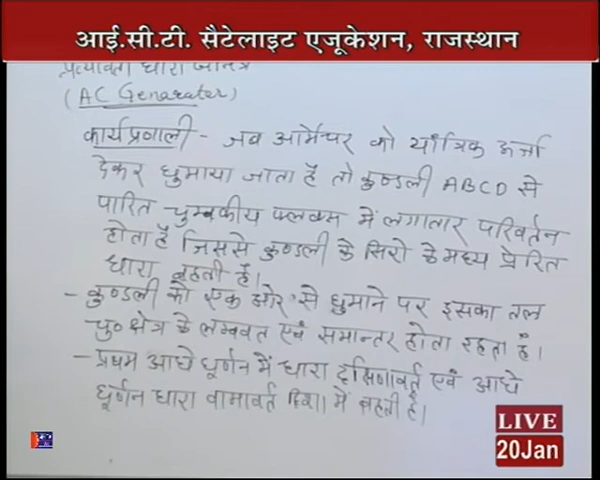 आई.सी.टी. सैटेलाइट एजूकेशन, राजस्थान
धारा
(AC Genarater)
कार्यप्रणाली - जब आर्मेचर को यांत्रिक ऊर्जा
देकर घुमाया जाता है तो कुण्डली ABCD से
पारित चुम्बकीय फ्लक्स में लगातार परिवर्तन
होता है जिससे कुण्डली के सिरो के मध्य प्रेरित
धारा बहती है।
- कुण्डली को एक ओर से घुमाने पर इसका तल
चु० क्षेत्र के लम्बवत एवं समान्तर होता रहता है।
- प्रथम आधे घूर्णन में धारा दक्षिणावर्त एवं आधे
घूर्णन धारा वामावर्त दिशा में बहती है।
LIVE
20Jan